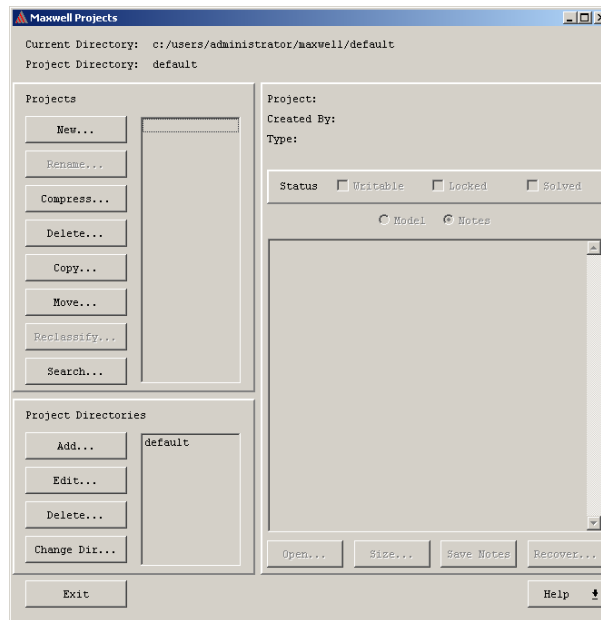 Maxwell Projects
Current Directory: c:/users/administrator/maxwell/default
Project Directory: default
Projects
New...
Rename...
Compress...
Delete...
Copy...
Move...
Reclassify...
Search...
Project Directories
Add...
default
Edit...
Delete...
Change Dir...
Exit
Project:
Created By:
Type:
Status Writable Locked Solved
Model Notes
Open... Size... Save Notes Recover...
Help